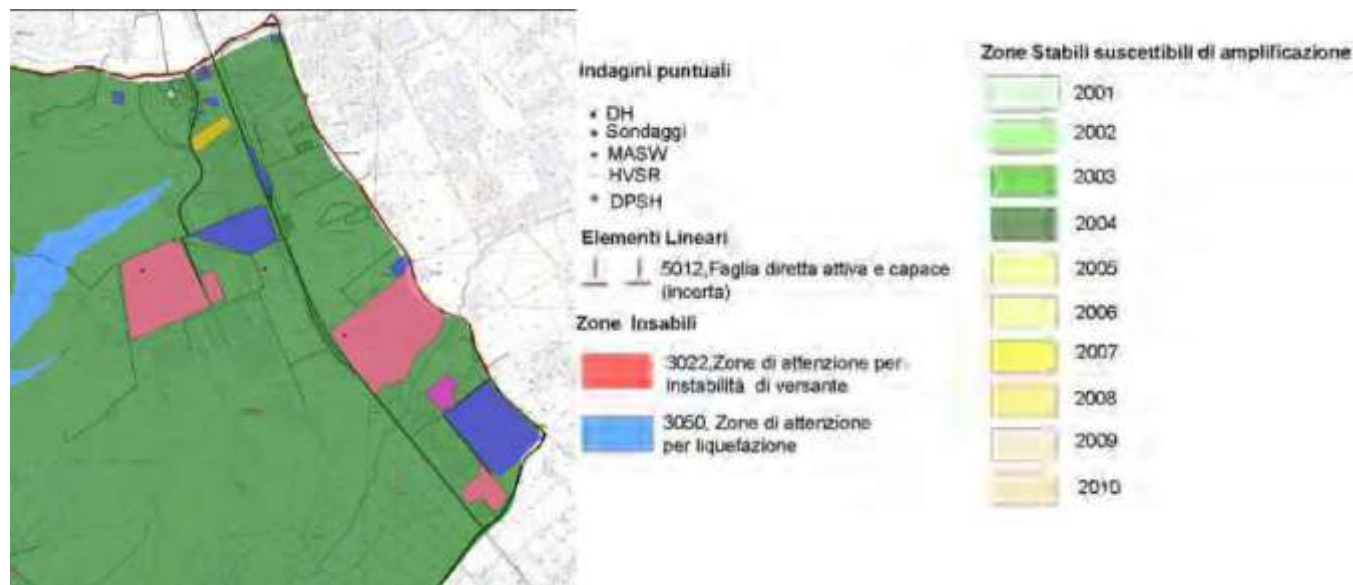 Indagini puntuali
DH
Sondaggi
MASW
HVSR
DPSH
Elementi Lineari
5012,Faglia diretta attiva e capace
(incerta)
Zone Insabili
3022,Zone di attenzione per
instabilità di versante
3050, Zone di attenzione
per liquefazione
Zone Stabili suscettibili di amplificazione
2001
2002
2003
2004
2005
2006
2007
2008
2009
2010